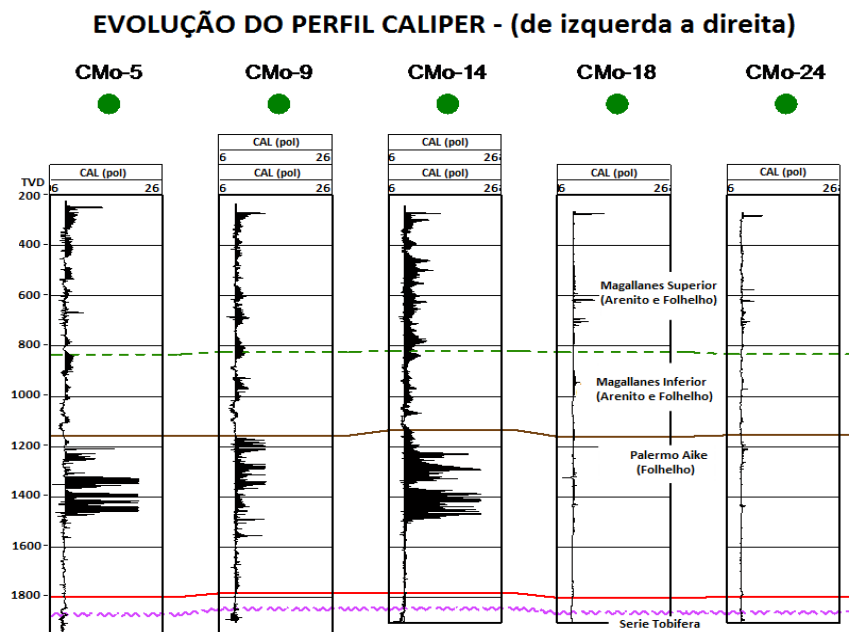 EVOLUÇÃO DO PERFIL CALIPER - (de izquerda a direita)
CMo-5 CMo-9 CMo-14 CMo-18 CMo-24
CAL (pol) CAL (pol)
6 26 6 26
CAL (pol) CAL (pol) CAL (pol) CAL (pol) CAL (pol)
TVD 6 26 6 26 6 26 6 26 6 26
200
400
600
Magallanes Superior
(Arenito e Folhelho)
800
1000
Magallanes Inferior
(Arenito e Folhelho)
1200
Palermo Aike
(Folhelho)
1400
1600
1800
Serie Tobifera